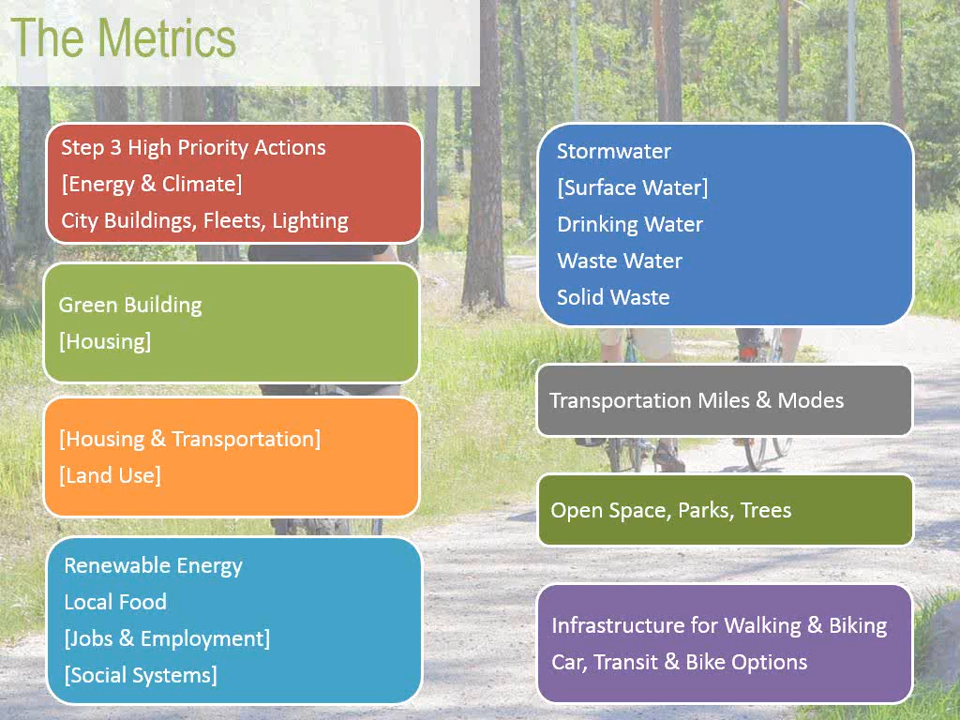 The Metrics
Step 3 High Priority Actions
[Energy & Climate]
City Buildings, Fleets, Lighting
Green Building
[Housing]
[Housing & Transportation]
[Land Use]
Renewable Energy
Local Food
[Jobs & Employment]
[Social Systems]
Stormwater
[Surface Water]
Drinking Water
Waste Water
Solid Waste
Transportation Miles & Modes
Open Space, Parks, Trees
Infrastructure for Walking & Biking
Car, Transit & Bike Options